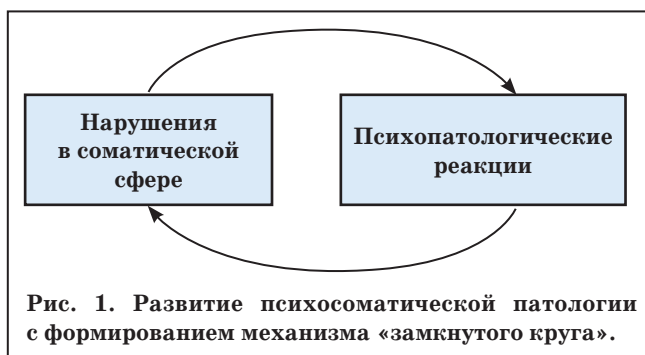 Нарушения
в соматической
сфере
Психопатологические
реакции
Рис. 1. Развитие психосоматической патологии
с формированием механизма «замкнутого круга».